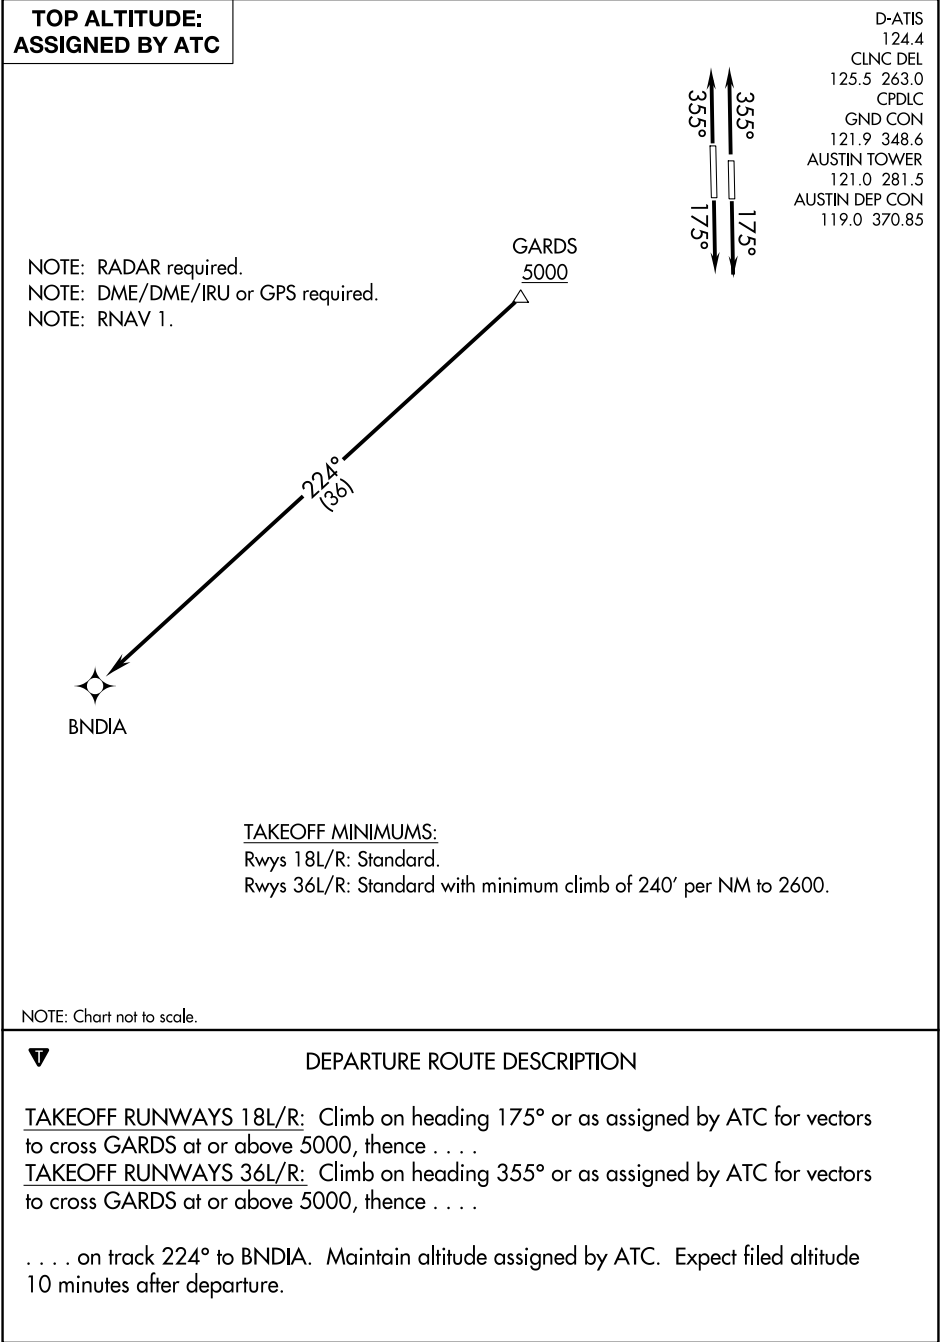 TOP ALTITUDE:
ASSIGNED BY ATC
D-ATIS
124.4
CLNC DEL
125.5 263.0
CPDLC
GND CON
121.9 348.6
AUSTIN TOWER
121.0 281.5
AUSTIN DEP CON
119.0 370.85
355°
355°
175°
175°
GARDS
5000
NOTE: RADAR required.
NOTE: DME/DME/IRU or GPS required.
NOTE: RNAV 1.
224°
(36)
BNDIA
TAKEOFF MINIMUMS:
Rwys 18L/R: Standard.
Rwys 36L/R: Standard with minimum climb of 240' per NM to 2600.
NOTE: Chart not to scale.
T
DEPARTURE ROUTE DESCRIPTION
TAKEOFF RUNWAYS 18L/R: Climb on heading 175° or as assigned by ATC for vectors
to cross GARDS at or above 5000, thence . . . .
TAKEOFF RUNWAYS 36L/R: Climb on heading 355° or as assigned by ATC for vectors
to cross GARDS at or above 5000, thence . . . .
. . . . on track 224° to BNDIA. Maintain altitude assigned by ATC. Expect filed altitude
10 minutes after departure.